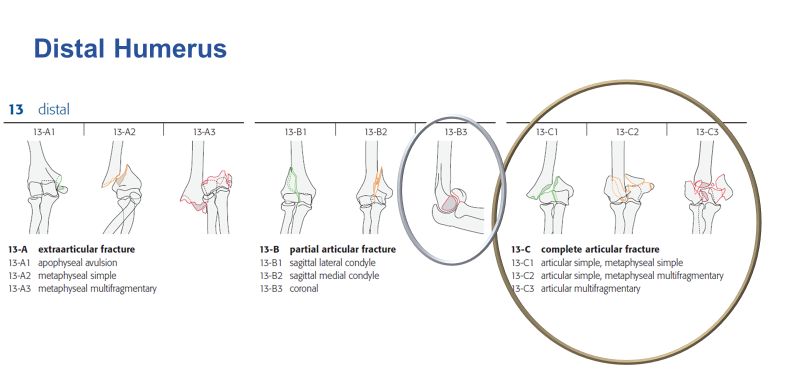 Distal Humerus
13 distal
13-A1 13-A2 13-A3 13-B1 13-B2 13-B3 13-C1 13-C2 13-C3
13-A extraarticular fracture
13-A1 apophyseal avulsion
13-A2 metaphyseal simple
13-A3 metaphyseal multifragmentary
13-B partial articular fracture
13-B1 sagittal lateral condyle
13-B2 sagittal medial condyle
13-B3 coronal
13-C complete articular fracture
13-C1 articular simple, metaphyseal simple
13-C2 articular simple, metaphyseal multifragmentary
13-C3 articular multifragmentary